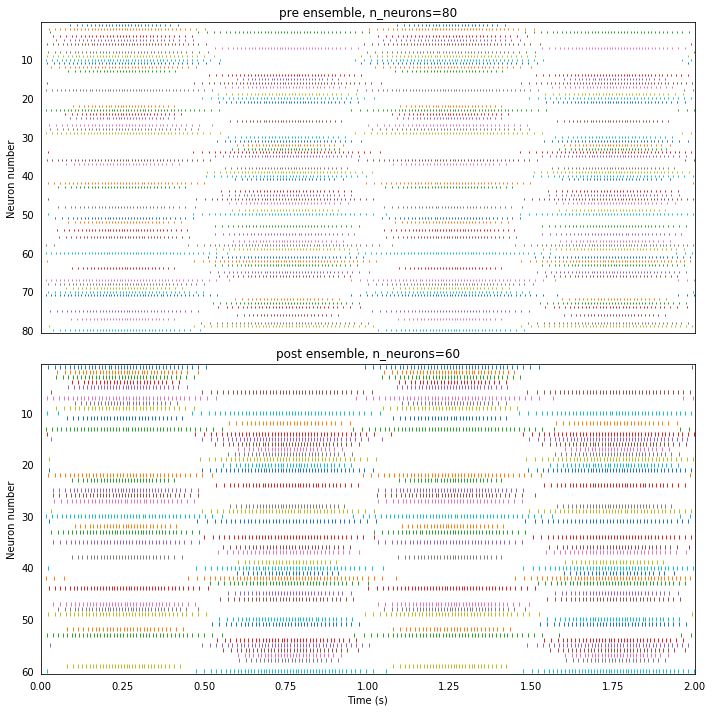 pre ensemble, n_neurons=80
10
20
30
40
50
60
70
80
Neuron number
post ensemble, n_neurons=60
10
20
30
40
50
60
Neuron number
0.00 0.25 0.50 0.75 1.00 1.25 1.50 1.75 2.00
Time (s)